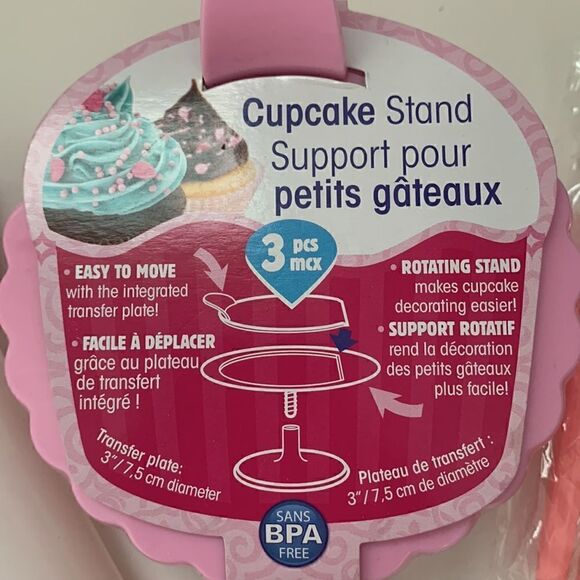 Cupcake Stand
Support pour
petits gâteaux
3 pcs
mcx
• EASY TO MOVE
with the integrated
transfer plate!
• FACILE À DÉPLACER
grâce au plateau
de transfert
intégré !
• ROTATING STAND
makes cupcake
decorating easier!
• SUPPORT ROTATIF
rend la décoration
des petits gâteaux
plus facile!
Transfer plate:
3"/7,5 cm diameter
Plateau de transfert :
3"/7,5 cm de diamètre
SANS
BPA
FREE